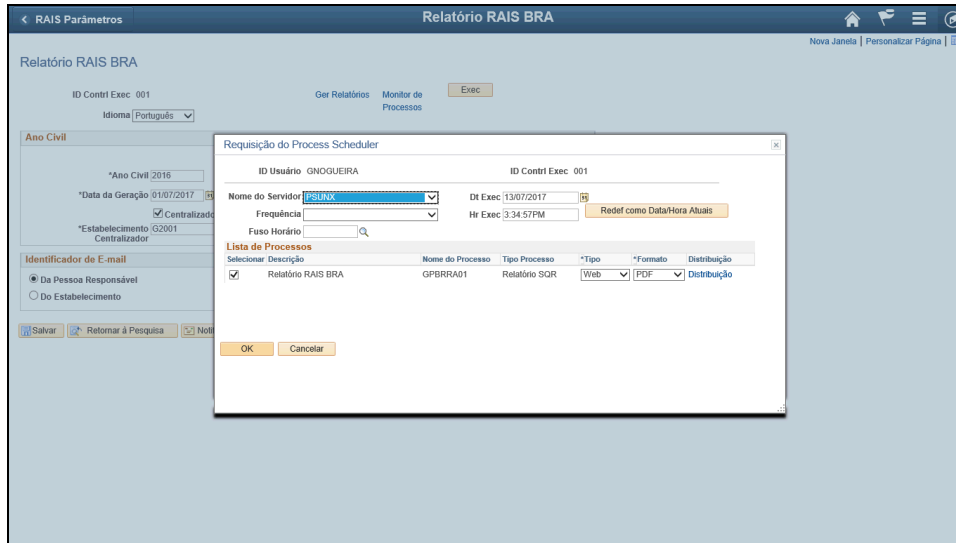 RAIS Parâmetros
Relatório RAIS BRA
Nova Janela | Personalizar Página |
Relatório RAIS BRA
ID Contrl Exec 001
Ger Relatórios Monitor de Processos Exec
Idioma Português
Ano Civil
*Ano Civil 2016
*Data da Geração 01/07/2017
Centralizado
*Estabelecimento Centralizador G2001
Identificador de E-mail
Da Pessoa Responsável
Do Estabelecimento
Salvar Retornar à Pesquisa Noti
Requisição do Process Scheduler
ID Usuário GNOGUEIRA ID Contrl Exec 001
Nome do Servidor PSUNX Dt Exec 13/07/2017
Frequência Hr Exec 3:34:57PM Redef como Data/Hora Atuais
Fuso Horário
Lista de Processos
Selecionar Descrição Nome do Processo Tipo Processo *Tipo *Formato Distribuição
Relatório RAIS BRA GPBRRA01 Relatório SQR Web PDF Distribuição
OK Cancelar